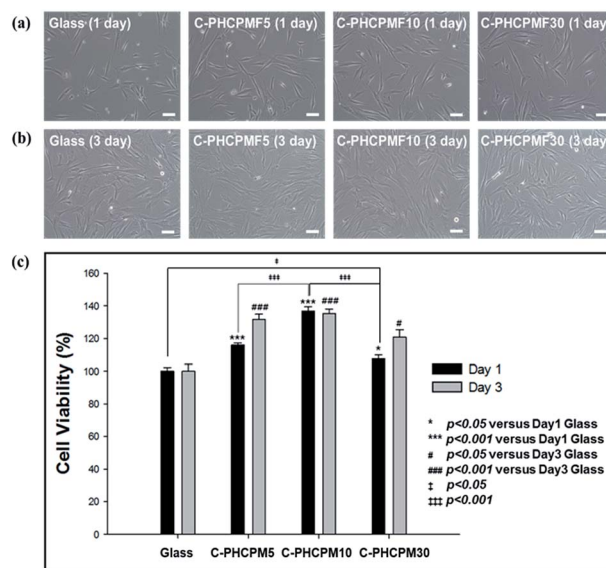 (a)
Glass (1 day)
C-PHCPMF5 (1 day)
C-PHCPMF10 (1 day)
C-PHCPMF30 (1 day)
(b)
Glass (3 day)
C-PHCPMF5 (3 day)
C-PHCPMF10 (3 day)
C-PHCPMF30 (3 day)
(c)
Cell Viability (%)
160
140
120
100
80
60
40
20
0
‡
‡‡‡
‡‡‡
***
###
***
###
*
#
Glass
C-PHCPM5
C-PHCPM10
C-PHCPM30
Day 1
Day 3
* p<0.05 versus Day1 Glass
*** p<0.001 versus Day1 Glass
# p<0.05 versus Day3 Glass
### p<0.001 versus Day3 Glass
‡ p<0.05
‡‡‡ p<0.001